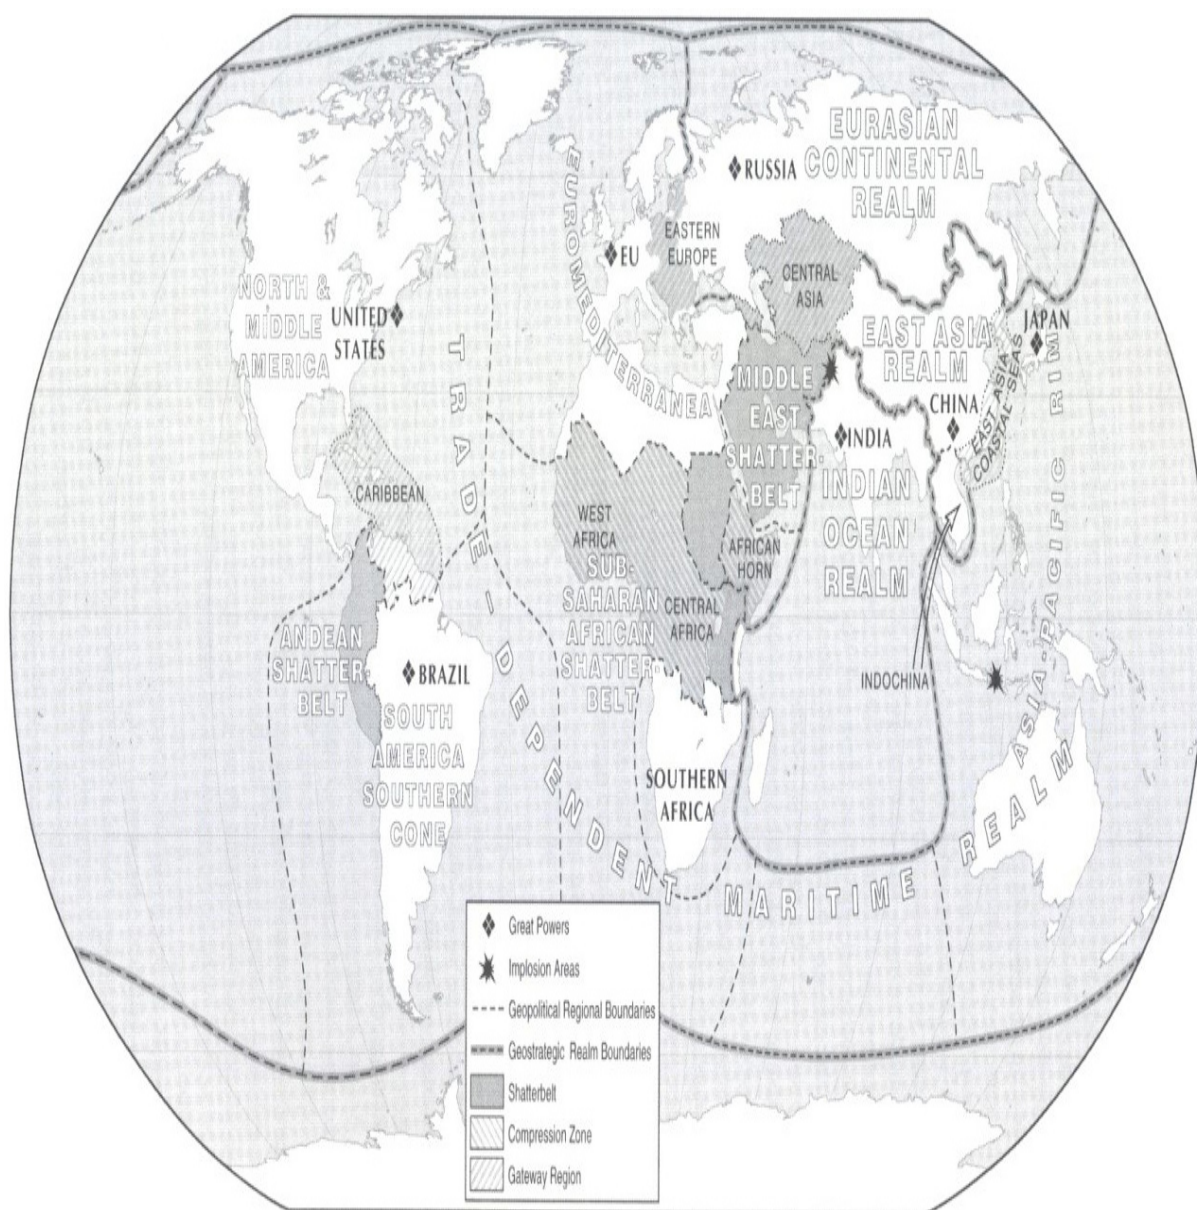 EURASIAN
CONTINENTAL
REALM
RUSSIA
EUROMEDITERRANEA
EASTERN
EUROPE
EU
CENTRAL
ASIA
NORTH &
MIDDLE
AMERICA
UNITED
STATES
EAST ASIA
REALM
JAPAN
EAST ASIA
COASTAL SEAS
CHINA
MIDDLE
EAST
SHATTER-
BELT
INDIA
INDIAN
OCEAN
REALM
ASIA-PACIFIC RIM
CARIBBEAN
WEST
AFRICA
AFRICAN
HORN
SUB-
SAHARAN
AFRICAN
SHATTER-
BELT
CENTRAL
AFRICA
INDOCHINA
ANDEAN
SHATTER-
BELT
BRAZIL
SOUTH
AMERICA
SOUTHERN
CONE
SOUTHERN
AFRICA
TRADE-DEPENDENT MARITIME REALM
Great Powers
Implosion Areas
Geopolitical Regional Boundaries
Geostrategic Realm Boundaries
Shatterbelt
Compression Zone
Gateway Region